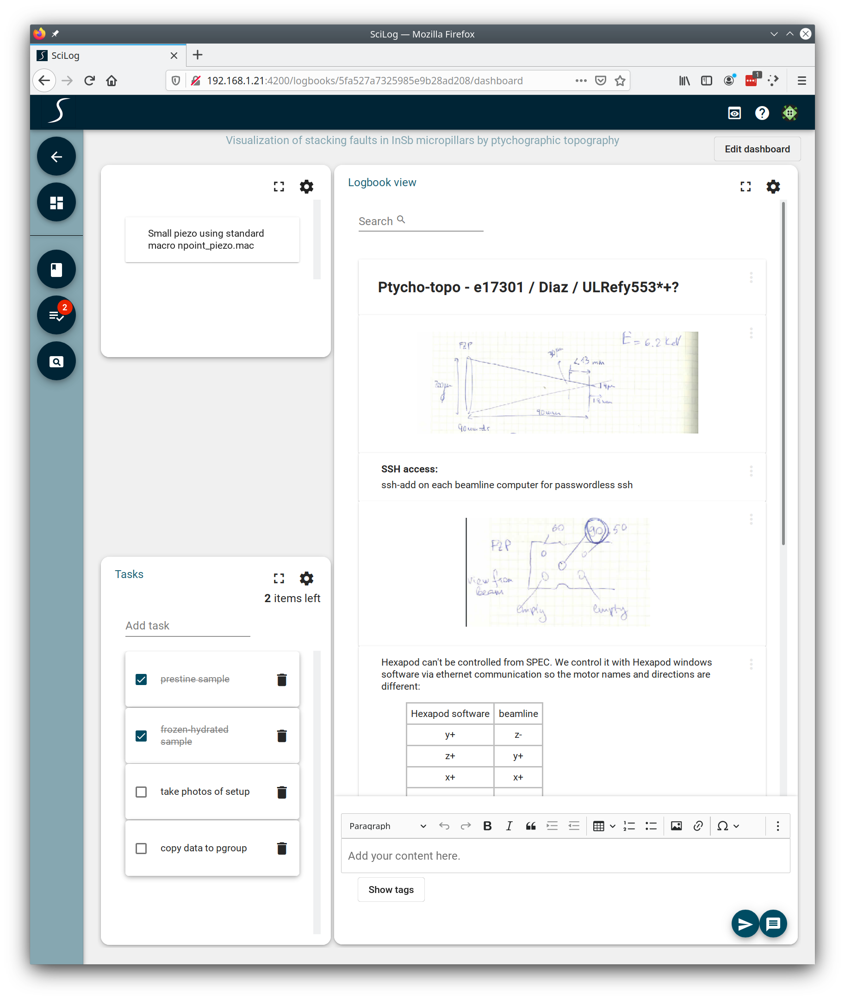 SciLog — Mozilla Firefox
SciLog
192.168.1.21:4200/logbooks/5fa527a7325985e9b28ad208/dashboard
1
Visualization of stacking faults in InSb micropillars by ptychographic topography
Edit dashboard
2
Small piezo using standard
macro npoint_piezo.mac
Tasks
2 items left
Add task
prestine sample
frozen-hydrated
sample
take photos of setup
copy data to pgroup
Logbook view
Search
Ptycho-topo - e17301 / Diaz / ULRefy553*+?
E = 6.2 keV
FZP
30µm
<13 mm
200µm
14µm
1.8mm
90mm
SSH access:
ssh-add on each beamline computer for passwordless ssh
60 90 50
FZP
view from
beam
empty empty
Hexapod can't be controlled from SPEC. We control it with Hexapod windows
software via ethernet communication so the motor names and directions are
different:
Hexapod software beamline
y+ z-
z+ y+
x+ x+
Paragraph
Add your content here.
Show tags